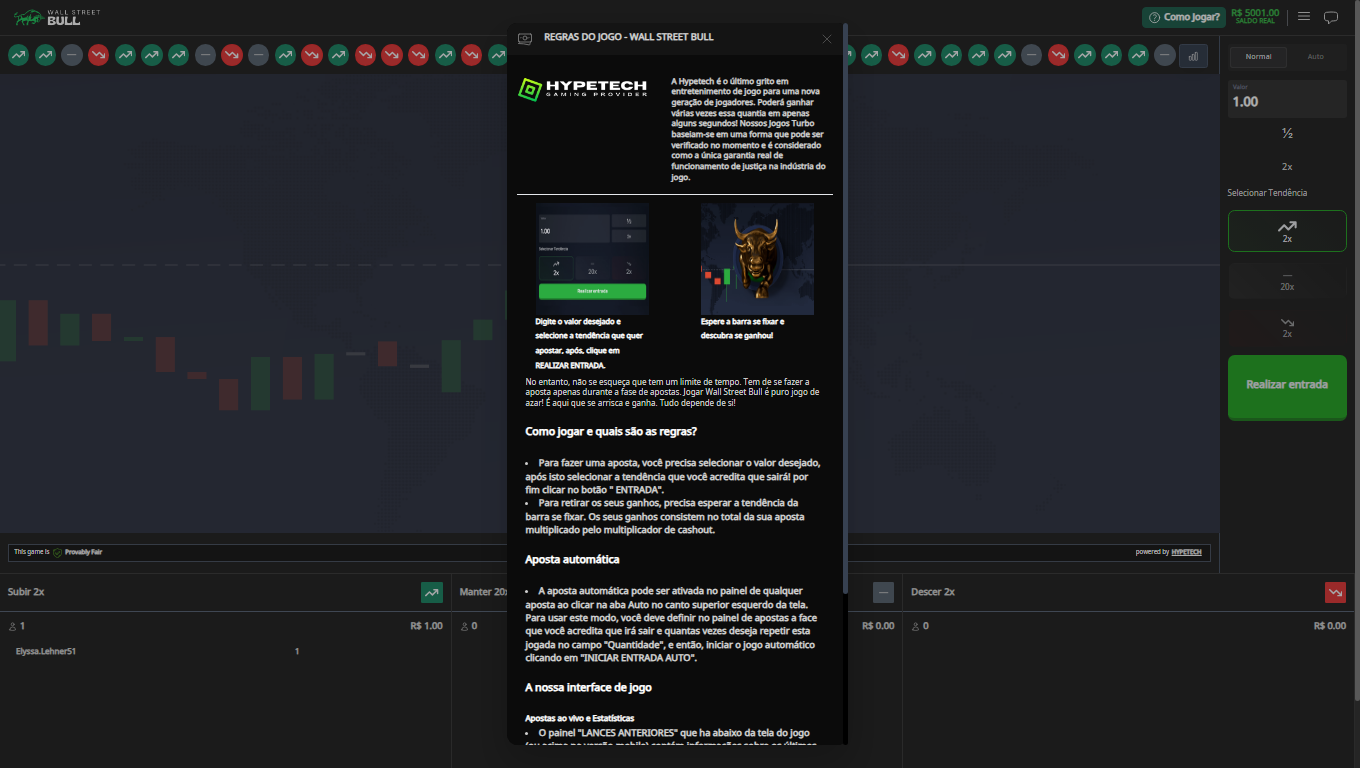 WALL STREET
BULL
Como Jogar?
R$ 5001.00
SALDO REAL
REGRAS DO JOGO - WALL STREET BULL
HYPETECH
GAMING PROVIDER
A Hypetech é o último grito em
entretenimento de jogo para uma nova
geração de jogadores. Poderá ganhar
várias vezes essa quantia em apenas
alguns segundos! Nossos Jogos Turbo
baseiam-se em uma forma que pode ser
verificado no momento e é considerado
como a única garantia real de
funcionamento de justiça na indústria do
jogo.
1.00
½
2x
Selecionar Tendência
2x
20x
2x
Realizar entrada
Digite o valor desejado e
selecione a tendência que quer
apostar, após, clique em
REALIZAR ENTRADA.
Espere a barra se fixar e
descubra se ganhou!
No entanto, não se esqueça que tem um limite de tempo. Tem de se fazer a
aposta apenas durante a fase de apostas. Jogar Wall Street Bull é puro jogo de
azar! É aqui que se arrisca e ganha. Tudo depende de si!
Como jogar e quais são as regras?
• Para fazer uma aposta, você precisa selecionar o valor desejado,
após isto selecionar a tendência que você acredita que sairá! por
fim clicar no botão " ENTRADA".
• Para retirar os seus ganhos, precisa esperar a tendência da
barra se fixar. Os seus ganhos consistem no total da sua aposta
multiplicado pelo multiplicador de cashout.
Aposta automática
• A aposta automática pode ser ativada no painel de qualquer
aposta ao clicar na aba Auto no canto superior esquerdo da tela.
Para usar este modo, você deve definir no painel de apostas a face
que você acredita que irá sair e quantas vezes deseja repetir esta
jogada no campo "Quantidade", e então, iniciar o jogo automático
clicando em "INICIAR ENTRADA AUTO".
A nossa interface de jogo
Apostas ao vivo e Estatísticas
• O painel "LANCES ANTERIORES" que ha abaixo da tela do jogo
(ou acima na versão mobile) contém informações sobre os últimos
Normal
Auto
Valor
1.00
½
2x
Selecionar Tendência
2x
20x
2x
Realizar entrada
This game is Provably Fair
powered by HYPETECH
Subir 2x
Manter 20x
Descer 2x
1
R$ 1.00
0
R$ 0.00
0
R$ 0.00
Elyssa.Lehner51
1